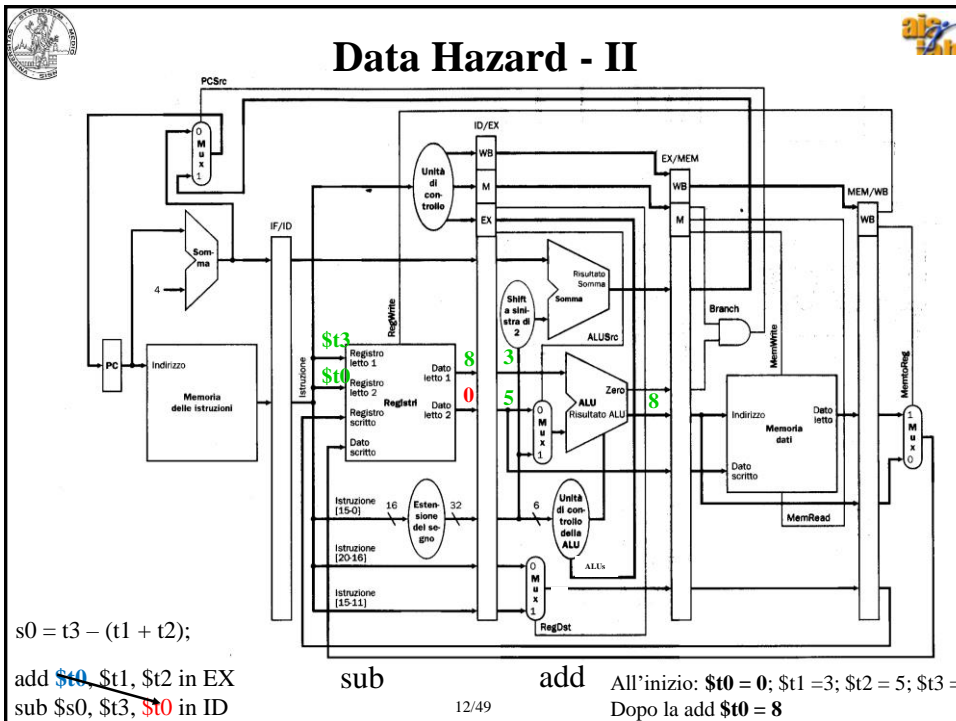 Data Hazard - II
PCSrc
0
M
u
x
1
ID/EX
WB
M
EX
Unità
di
controllo
EX/MEM
WB
M
MEM/WB
WB
IF/ID
Som-
ma
4
RegWrite
Shift
a sini-
stra di
2
Risultato
Somma
Somma
ALUSrc
Branch
MemWrite
MemtoReg
PC
Indirizzo
Memoria
delle istruzioni
Istruzione
$t3
$t0
Registro
letto 1
Registro
letto 2
Registro
scritto
Dato
scritto
Registri
Dato
letto 1
Dato
letto 2
8
0
3
5
0
M
u
x
1
Zero
ALU
Risultato ALU
8
Indirizzo
Dato
letto
Memoria
dati
Dato
scritto
MemRead
1
M
u
x
0
Istruzione
[15-0]
16
Esten-
sione
del se-
gno
32
6
Unità
di con-
trollo
della
ALU
ALUs
Istruzione
[20-16]
Istruzione
[15-11]
0
M
u
x
1
RegDst
s0 = t3 – (t1 + t2);
add $t0, $t1, $t2 in EX
sub $s0, $t3, $t0 in ID
sub
add
12/49
All'inizio: $t0 = 0; $t1 =3; $t2 = 5; $t3 =
Dopo la add $t0 = 8